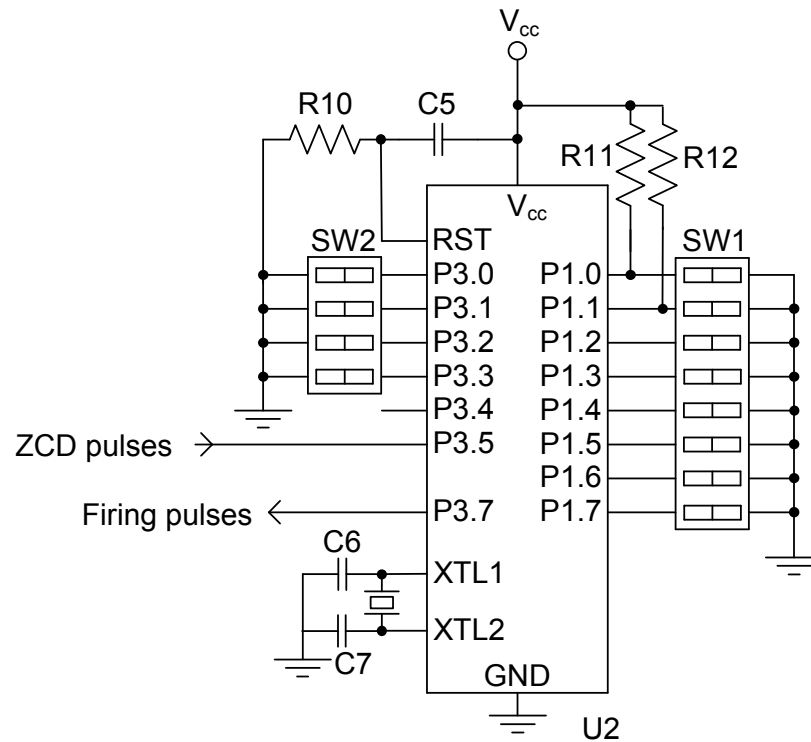 Vcc
R10
C5
R11
R12
Vcc
RST
SW2
SW1
P3.0
P1.0
P3.1
P1.1
P3.2
P1.2
P3.3
P1.3
P3.4
P1.4
ZCD pulses
P3.5
P1.5
P1.6
Firing pulses
P3.7
P1.7
C6
XTL1
XTL2
C7
GND
U2